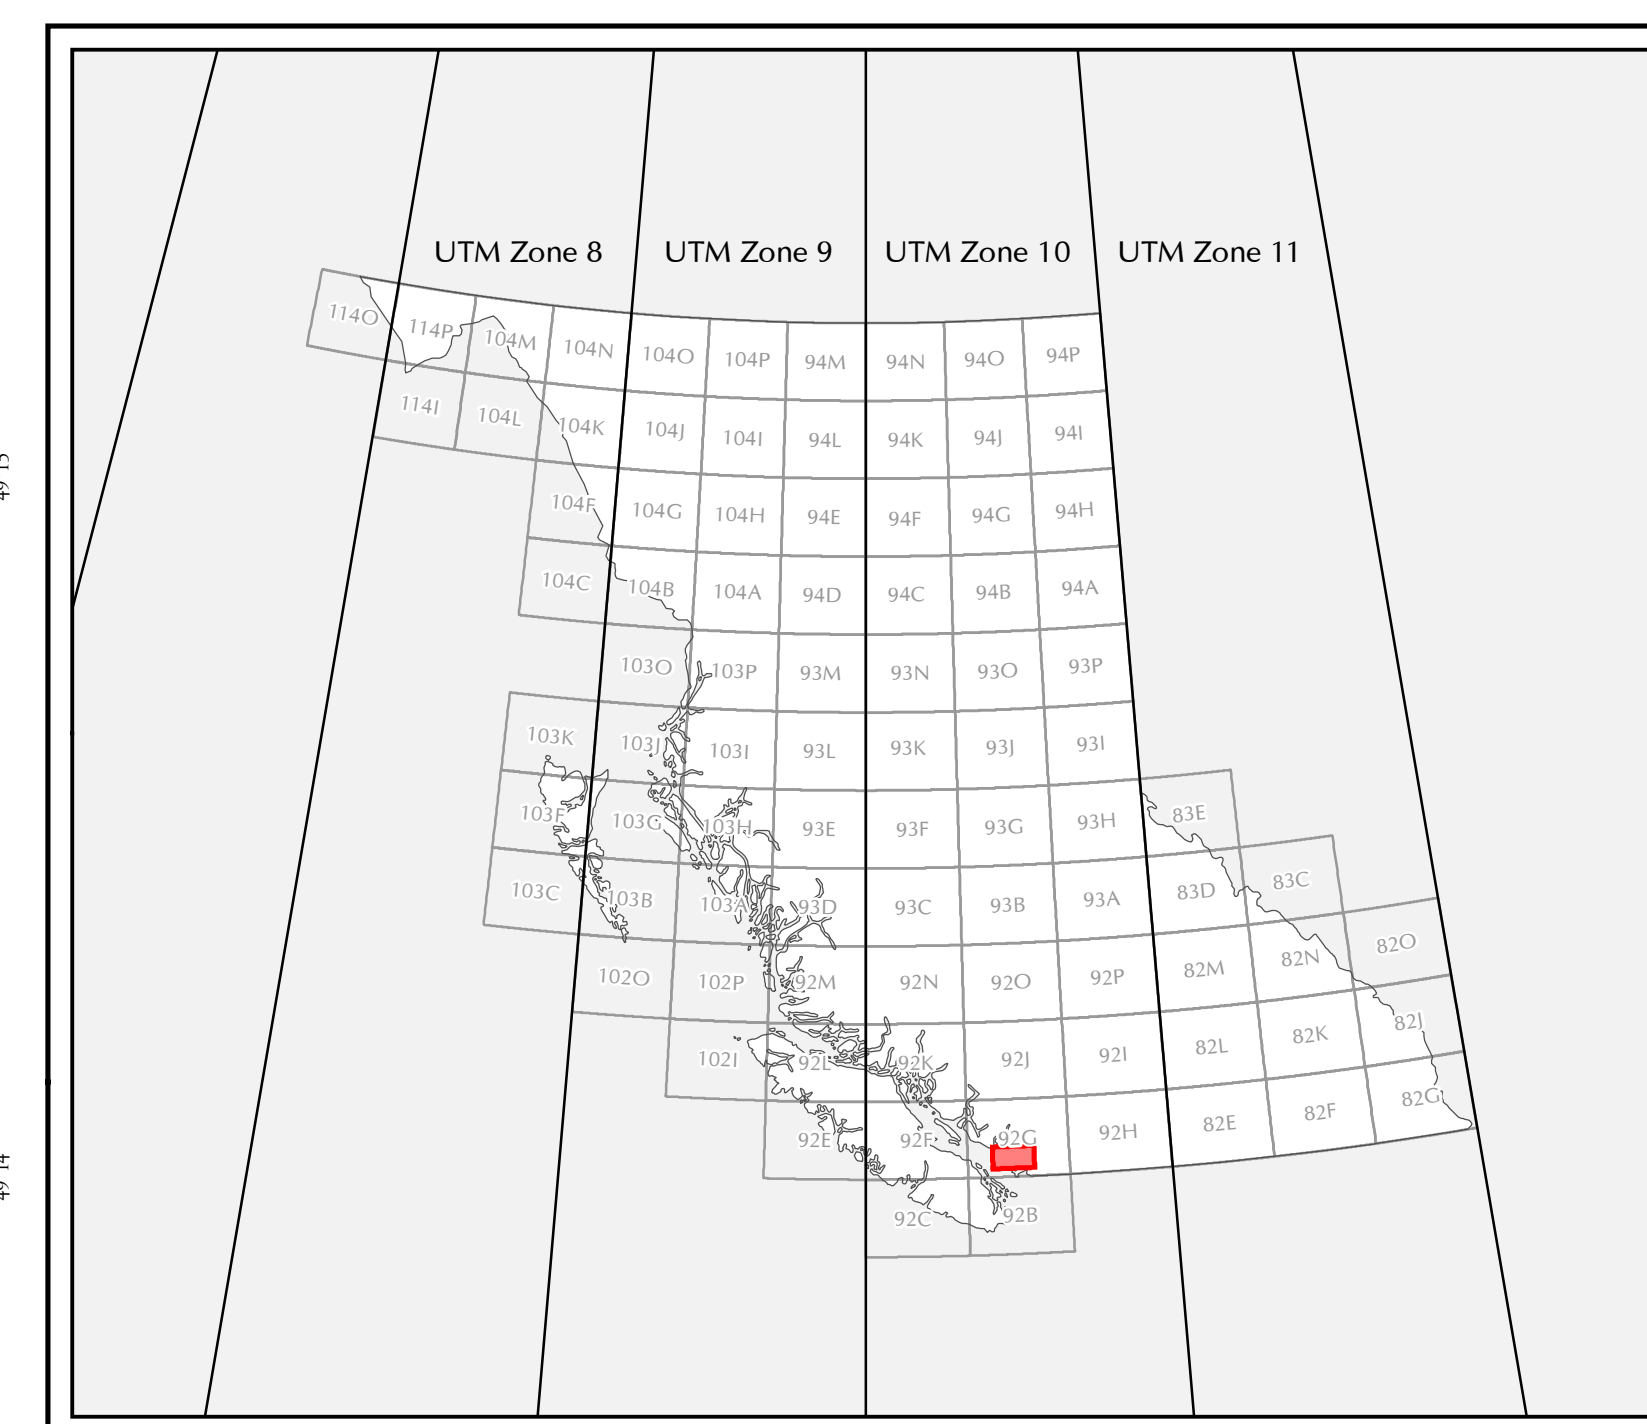 UTM Zone 8 UTM Zone 9 UTM Zone 10 UTM Zone 11
114O 114P 104M 104N 104O 104P 94M 94N 94O 94P
114I 104L 104K 104J 104I 94L 94K 94J 94I
104F 104G 104H 94E 94F 94G 94H
104C 104B 104A 94D 94C 94B 94A
103O 103P 93M 93N 93O 93P
103K 103J 103I 93L 93K 93J 93I
103F 103G 103H 93E 93F 93G 93H 83E
103C 103B 103A 93D 93C 93B 93A 83D 83C
102O 102P 92M 92N 92O 92P 82M 82N 82O
102I 92L 92K 92J 92I 82L 82K 82J
92E 92F 92G 92H 82E 82F 82G
92C 92B
49 14